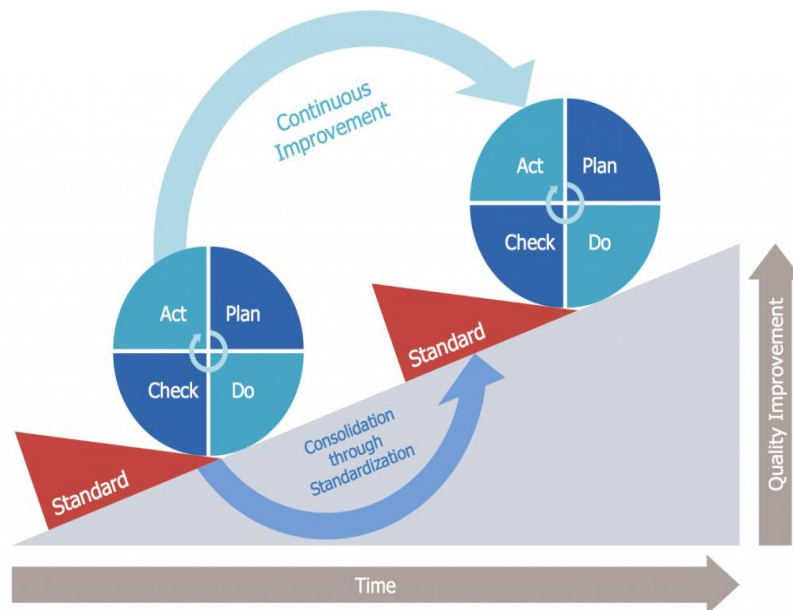 Continuous
Improvement
Act
Plan
Check
Do
Act
Plan
Check
Do
Standard
Standard
Consolidation
through
Standardization
Quality Improvement
Time